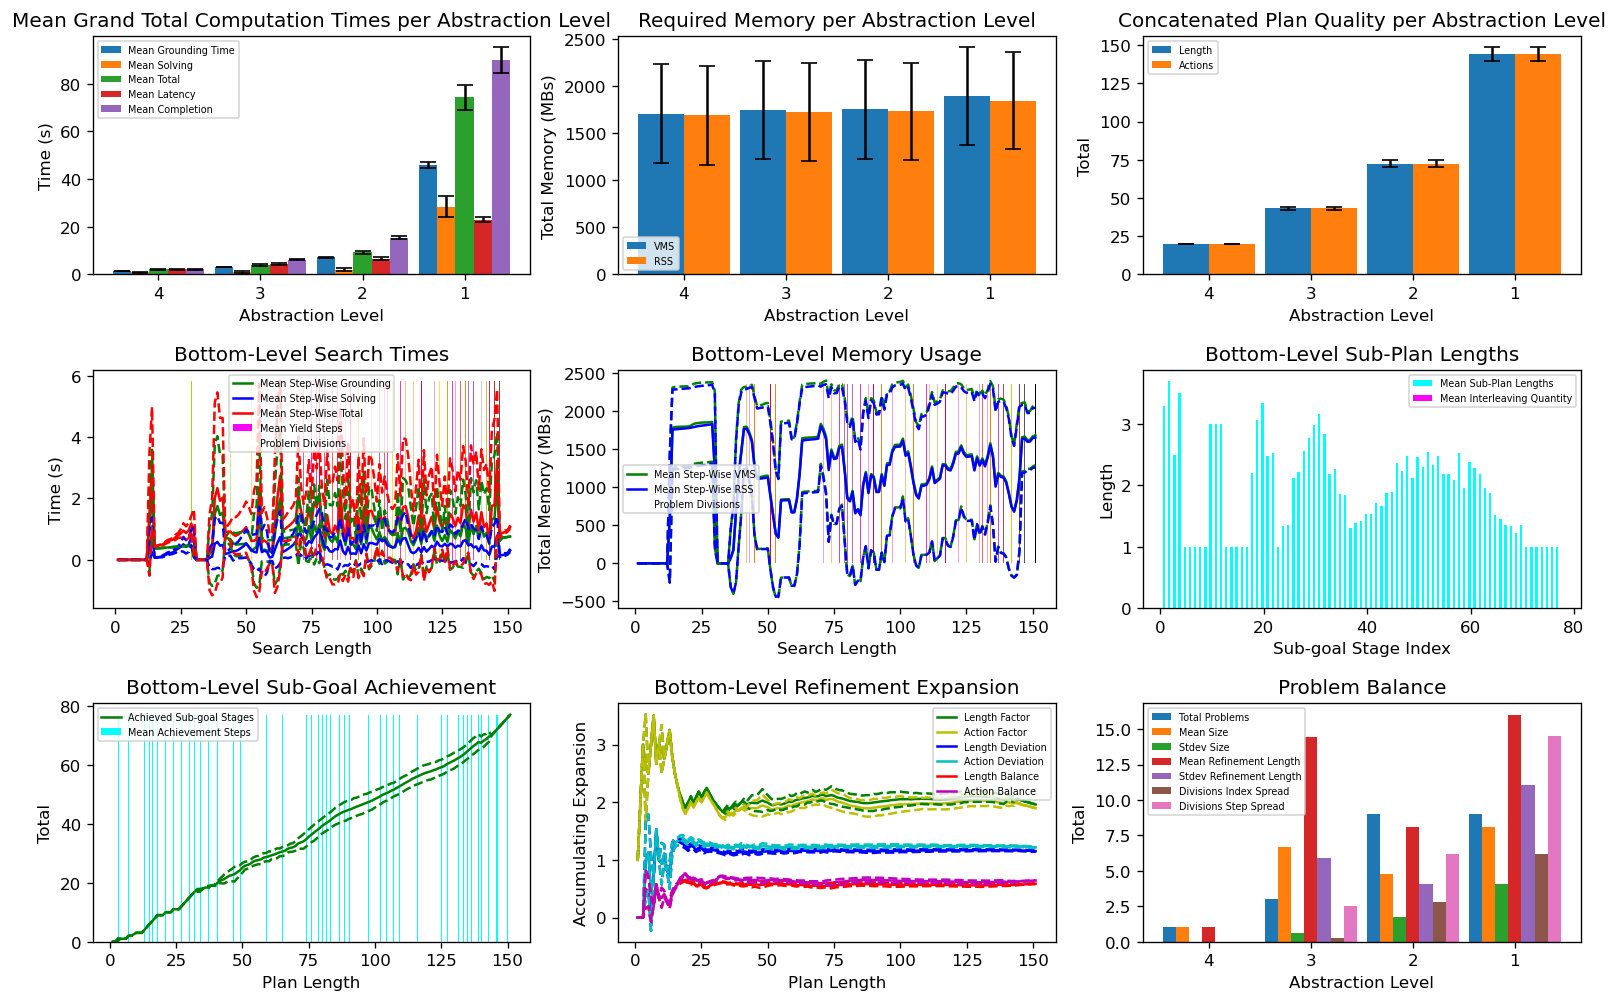 Mean Grand Total Computation Times per Abstraction Level
Time (s)
80
60
40
20
0
Mean Grounding Time
Mean Solving
Mean Total
Mean Latency
Mean Completion
4 3 2 1
Abstraction Level
Required Memory per Abstraction Level
Total Memory (MBs)
2500
2000
1500
1000
500
0
VMS
RSS
4 3 2 1
Abstraction Level
Concatenated Plan Quality per Abstraction Level
Total
150
125
100
75
50
25
0
Length
Actions
4 3 2 1
Abstraction Level
Bottom-Level Search Times
Time (s)
6
4
2
0
Mean Step-Wise Grounding
Mean Step-Wise Solving
Mean Step-Wise Total
Mean Yield Steps
Problem Divisions
0 25 50 75 100 125 150
Search Length
Bottom-Level Memory Usage
Total Memory (MBs)
2500
2000
1500
1000
500
0
−500
Mean Step-Wise VMS
Mean Step-Wise RSS
Problem Divisions
0 25 50 75 100 125 150
Search Length
Bottom-Level Sub-Plan Lengths
Length
3
2
1
0
Mean Sub-Plan Lengths
Mean Interleaving Quantity
0 20 40 60 80
Sub-goal Stage Index
Bottom-Level Sub-Goal Achievement
Total
80
60
40
20
0
Achieved Sub-goal Stages
Mean Achievement Steps
0 25 50 75 100 125 150
Plan Length
Bottom-Level Refinement Expansion
Accumulating Expansion
3
2
1
0
Length Factor
Action Factor
Length Deviation
Action Deviation
Length Balance
Action Balance
0 25 50 75 100 125 150
Plan Length
Problem Balance
Total
15.0
12.5
10.0
7.5
5.0
2.5
0.0
Total Problems
Mean Size
Stdev Size
Mean Refinement Length
Stdev Refinement Length
Divisions Index Spread
Divisions Step Spread
4 3 2 1
Abstraction Level